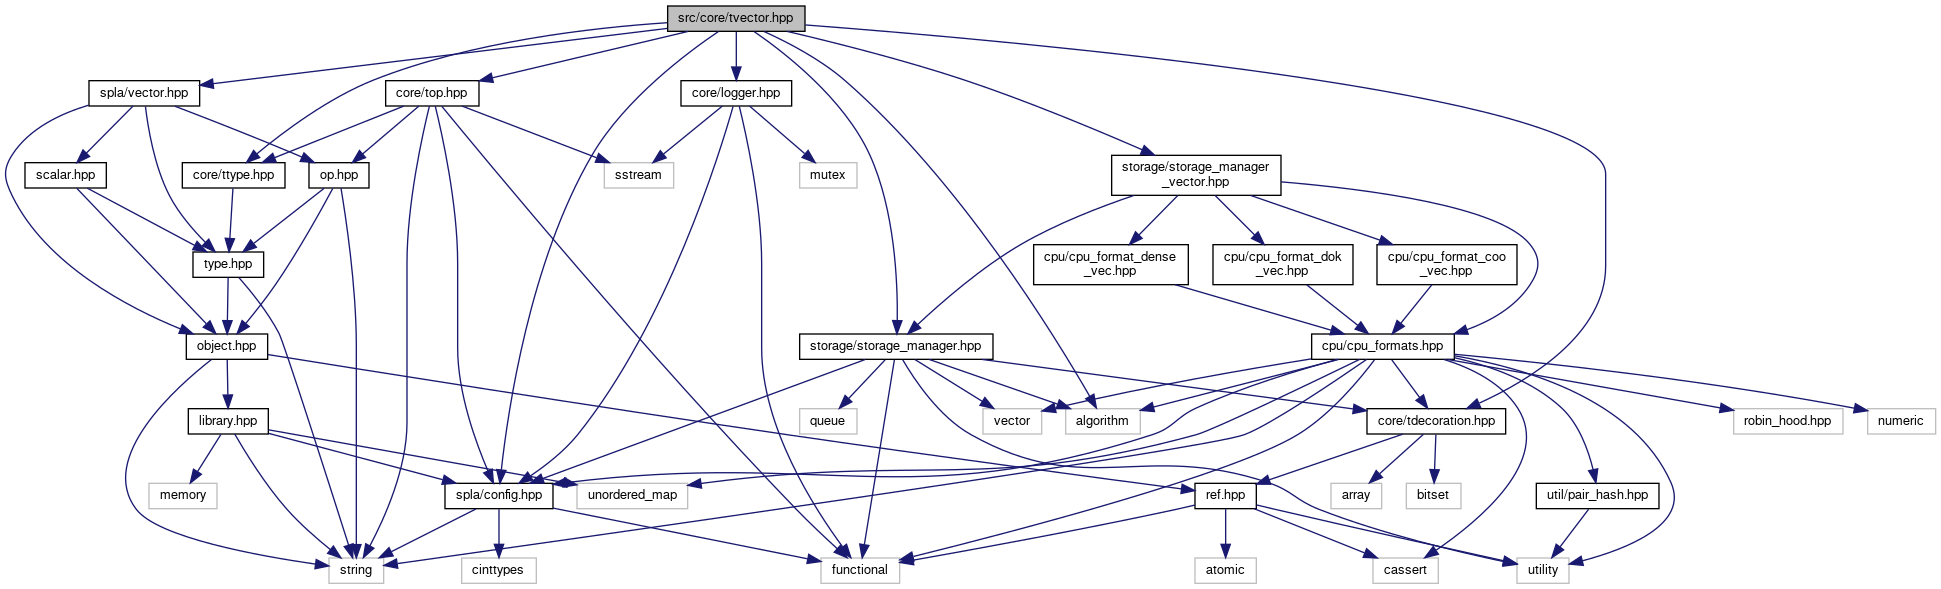 src/core/tvector.hpp
spla/vector.hpp
core/top.hpp
core/logger.hpp
scalar.hpp
core/ttype.hpp
op.hpp
sstream
mutex
storage/storage_manager
_vector.hpp
type.hpp
cpu/cpu_format_dense
_vec.hpp
cpu/cpu_format_dok
_vec.hpp
cpu/cpu_format_coo
_vec.hpp
object.hpp
storage/storage_manager.hpp
cpu/cpu_formats.hpp
library.hpp
queue
vector
algorithm
core/tdecoration.hpp
robin_hood.hpp
numeric
memory
spla/config.hpp
unordered_map
ref.hpp
array
bitset
util/pair_hash.hpp
string
cinttypes
functional
atomic
cassert
utility